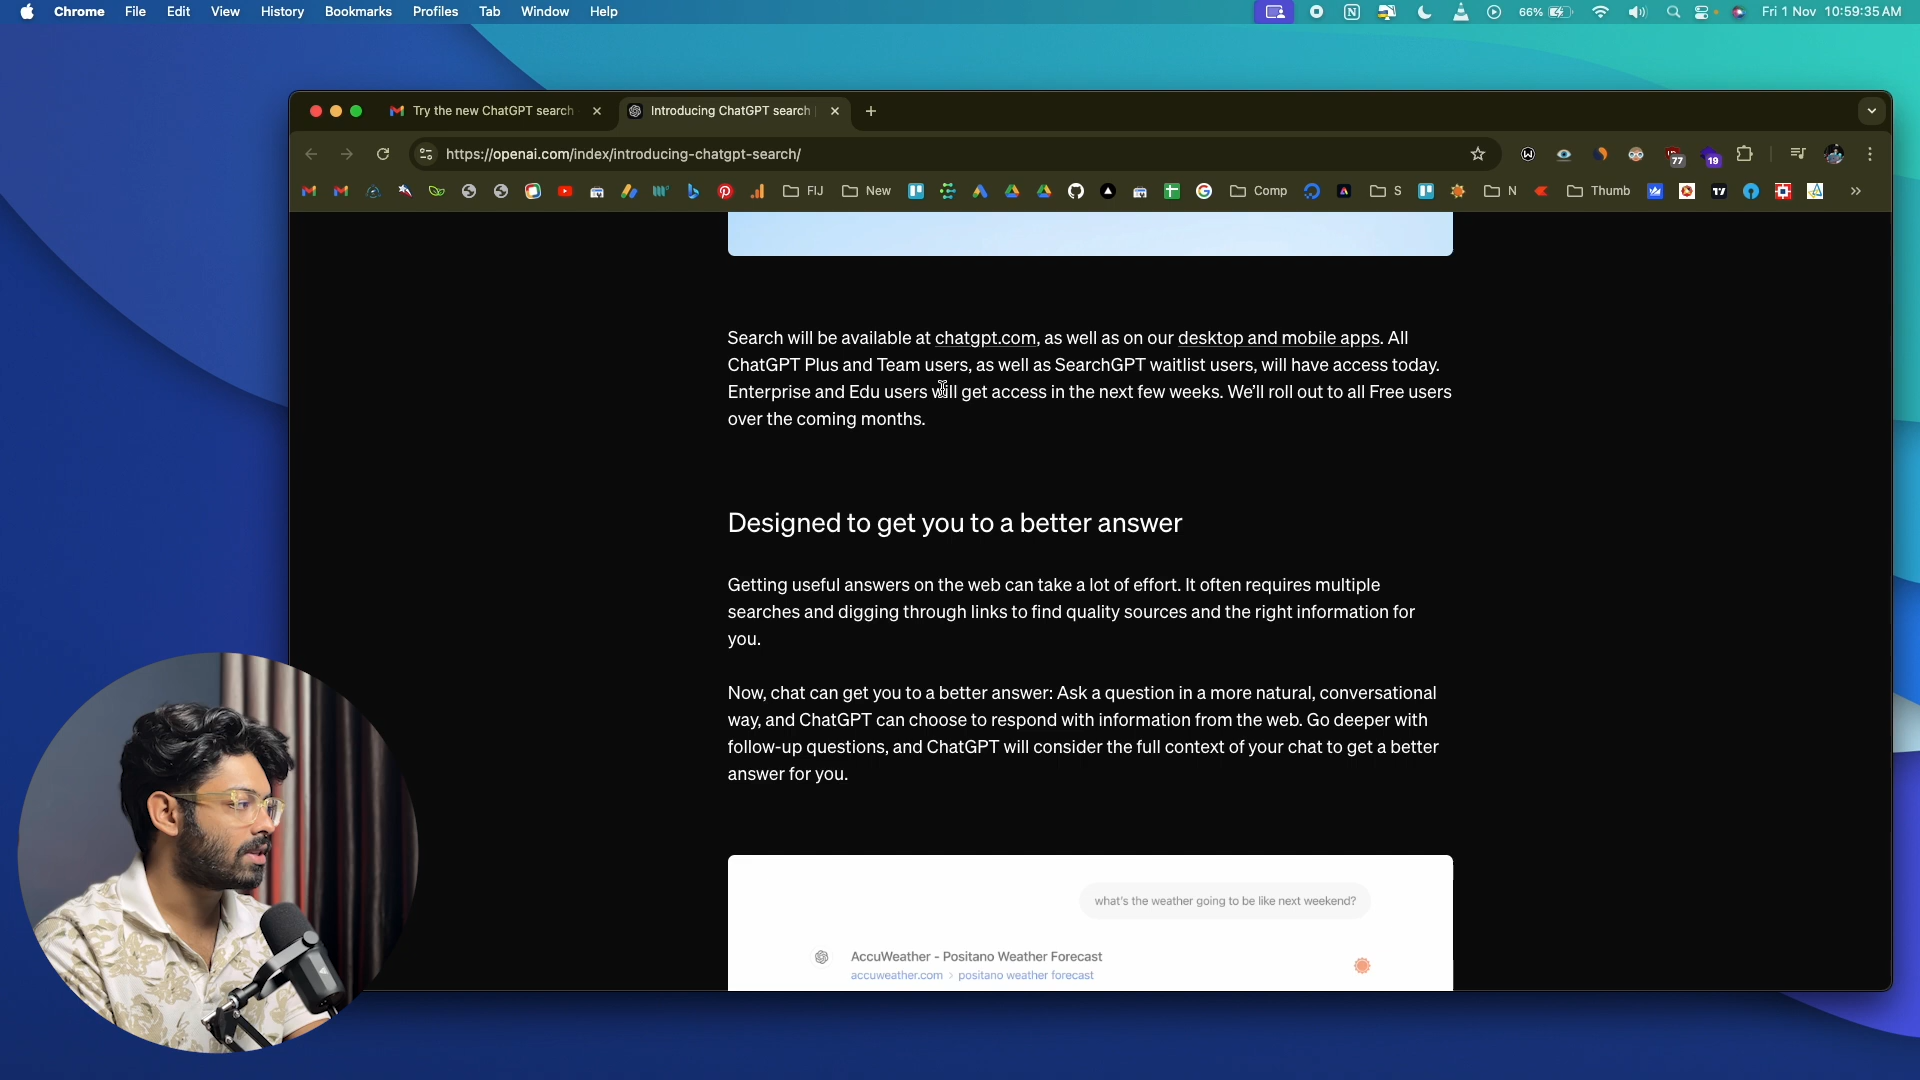 Chrome File Edit View History Bookmarks Profiles Tab Window Help
66% Fri 1 Nov 10:59:35 AM
Try the new ChatGPT search
Introducing ChatGPT search
https://openai.com/index/introducing-chatgpt-search/
77
19
FIJ New Comp S N Thumb
Search will be available at chatgpt.com, as well as on our desktop and mobile apps. All
ChatGPT Plus and Team users, as well as SearchGPT waitlist users, will have access today.
Enterprise and Edu users will get access in the next few weeks. We’ll roll out to all Free users
over the coming months.
Designed to get you to a better answer
Getting useful answers on the web can take a lot of effort. It often requires multiple
searches and digging through links to find quality sources and the right information for
you.
Now, chat can get you to a better answer: Ask a question in a more natural, conversational
way, and ChatGPT can choose to respond with information from the web. Go deeper with
follow-up questions, and ChatGPT will consider the full context of your chat to get a better
answer for you.
what's the weather going to be like next weekend?
AccuWeather - Positano Weather Forecast
accuweather.com > positano weather forecast